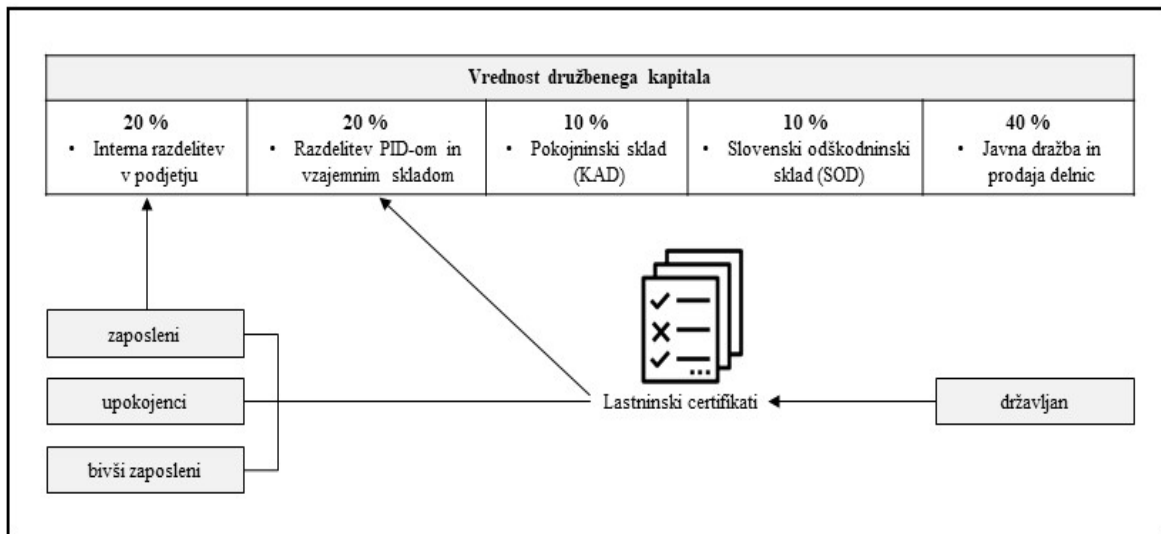 Vrednost družbenega kapitala
20 %
• Interna razdelitev
v podjetju
20 %
• Razdelitev PID-om in
vzajemnim skladom
10 %
• Pokojninski sklad
(KAD)
10 %
• Slovenski odškodninski
sklad (SOD)
40 %
• Javna dražba in
prodaja delnic
zaposleni
upokojenci
bivši zaposleni
Lastninski certifikati
državljan